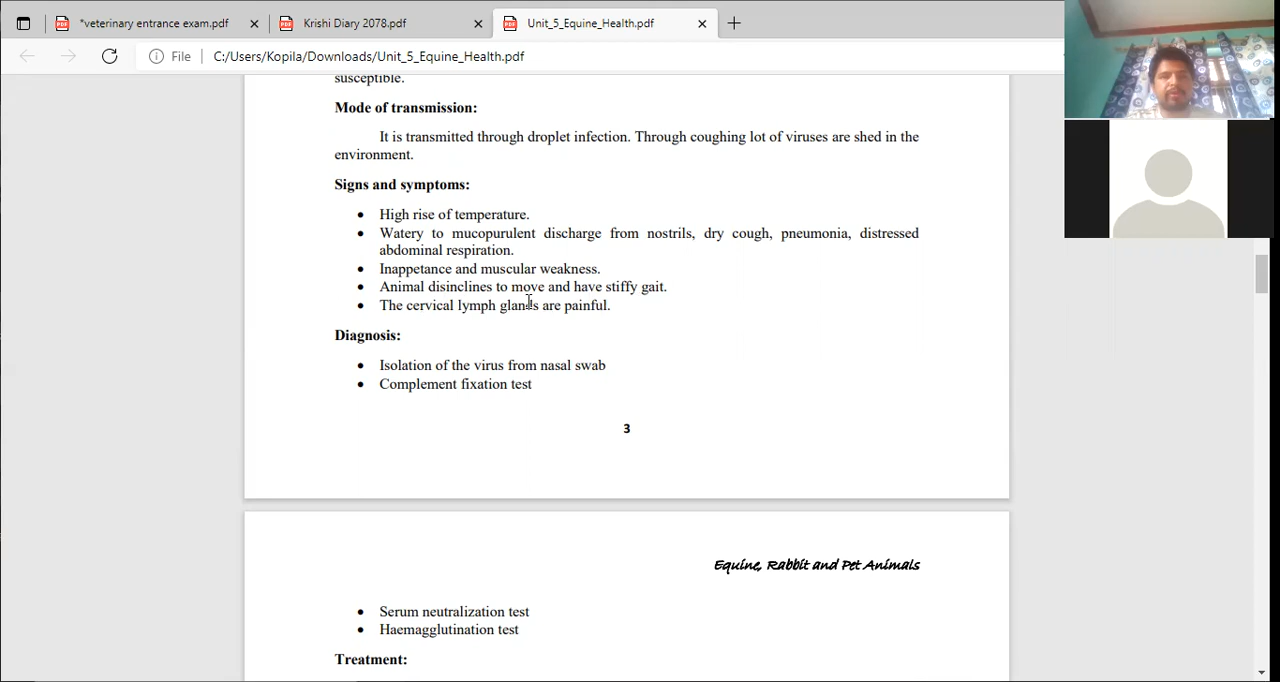 *veterinary entrance exam.pdf
Krishi Diary 2078.pdf
Unit_5_Equine_Health.pdf
File
C:/Users/Kopila/Downloads/Unit_5_Equine_Health.pdf
susceptible.
Mode of transmission:
It is transmitted through droplet infection. Through coughing lot of viruses are shed in the
environment.
Signs and symptoms:
• High rise of temperature.
• Watery to mucopurulent discharge from nostrils, dry cough, pneumonia, distressed
abdominal respiration.
• Inappetance and muscular weakness.
• Animal disinclines to move and have stiffy gait.
• The cervical lymph glands are painful.
Diagnosis:
• Isolation of the virus from nasal swab
• Complement fixation test
3
Equine, Rabbit and Pet Animals
• Serum neutralization test
• Haemagglutination test
Treatment: